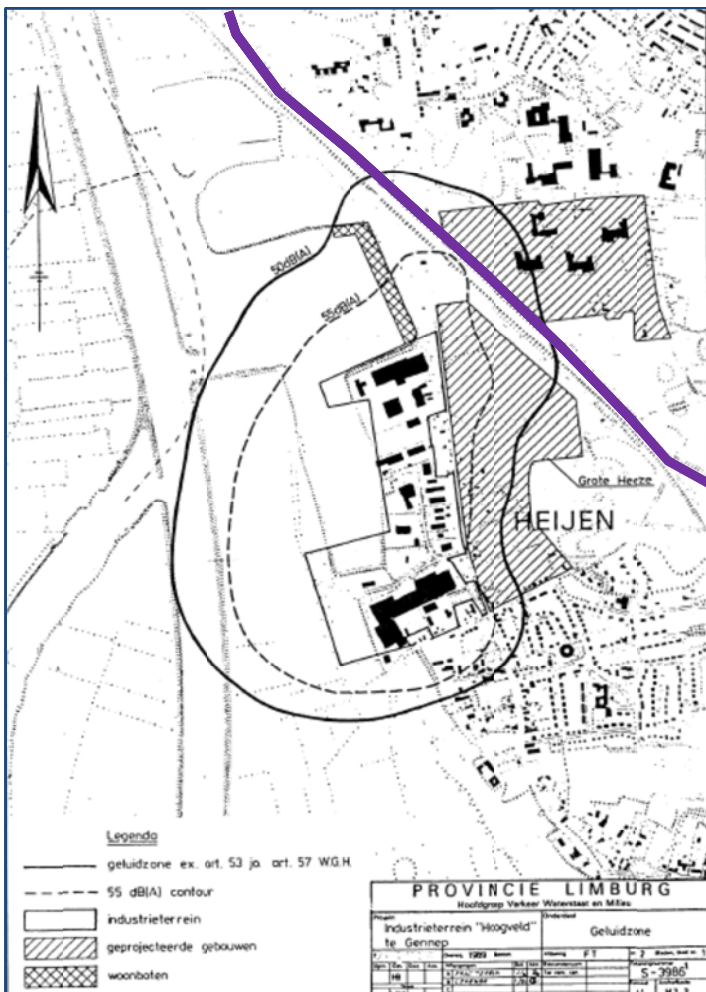 50dB(A)
55dB(A)
Grote Heeze
HEIJEN
Legenda
geluidzone ex. art. 53 jo. art. 57 W.G.H.
55 dB(A) contour
industrieterrein
geprojecteerde gebouwen
woonboten
PROVINCIE LIMBURG
Hoofdgroep Verkeer Waterstaat en Milieu
Industrieterrein "Hoogveld"
te Gennep
Geluidzone
1989
S-3986